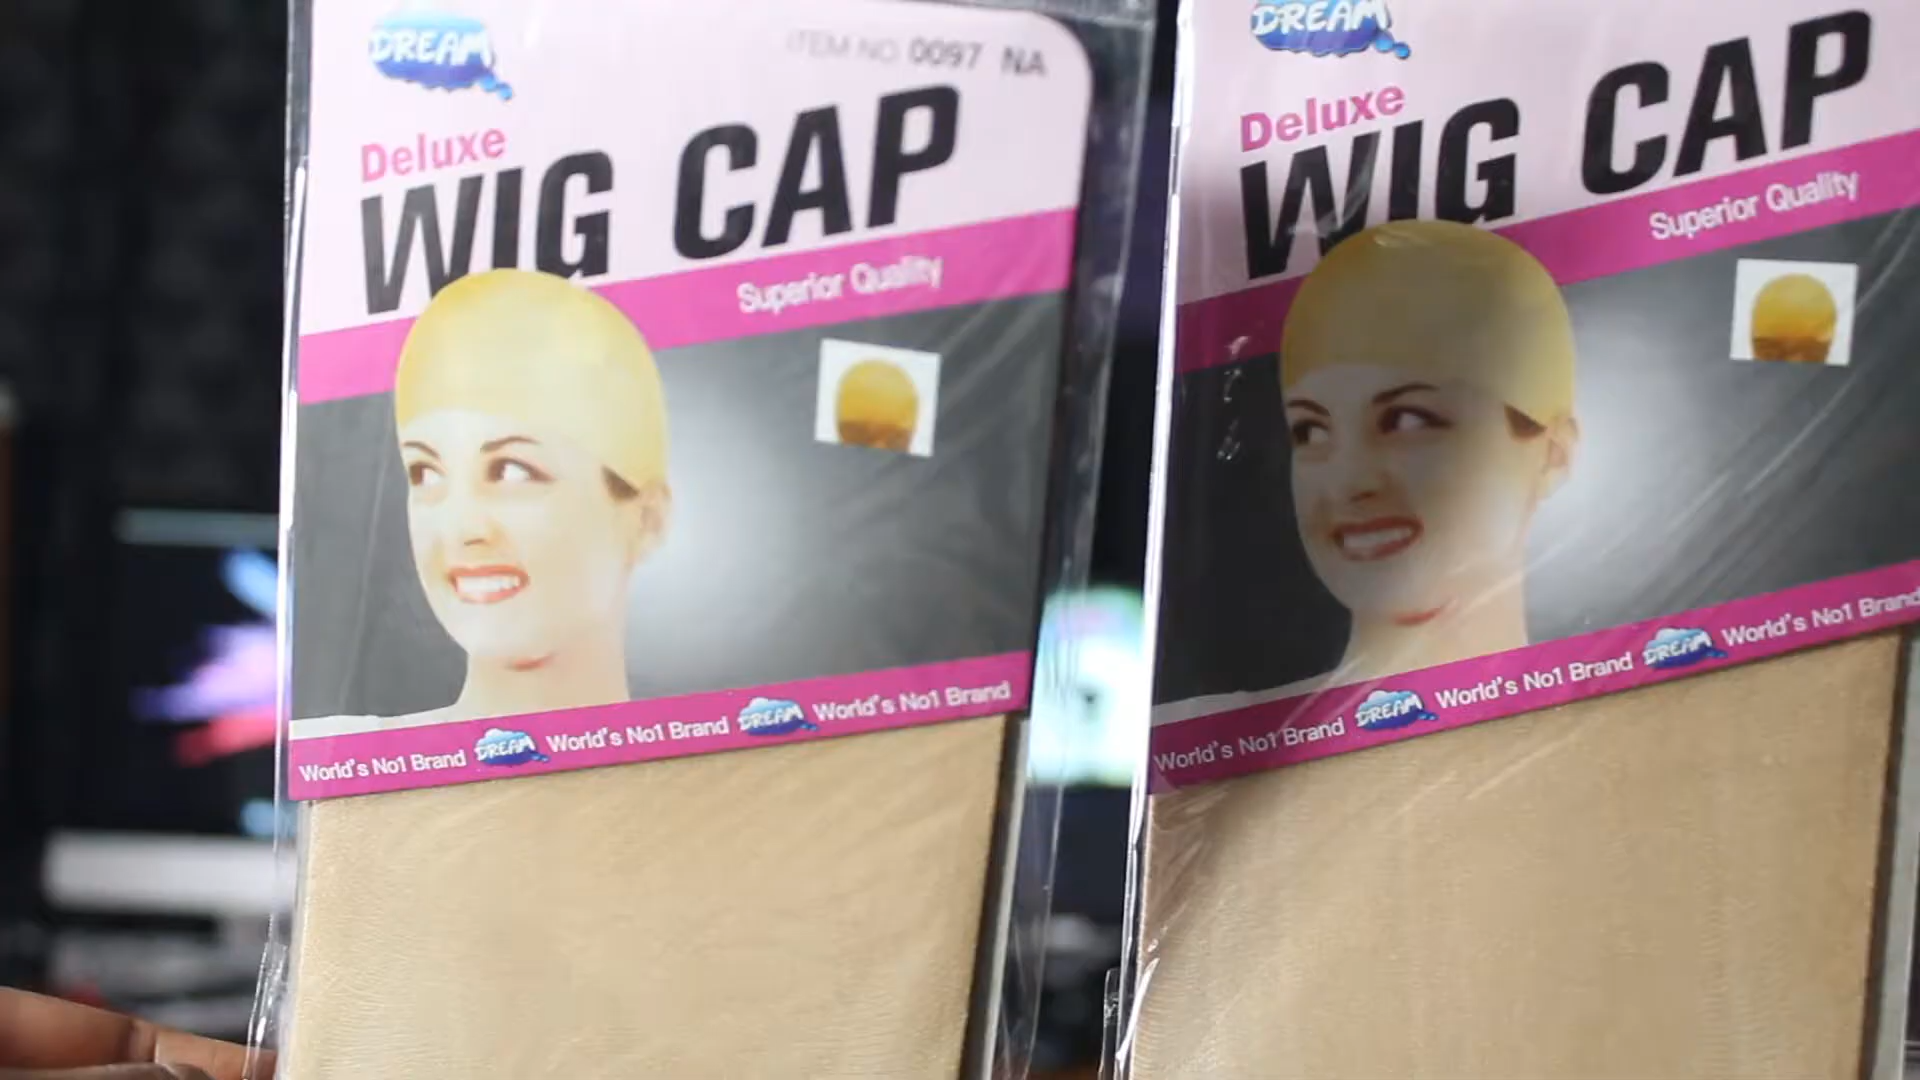 DREAM
ITEM NO. 0097 NA
Deluxe
WIG CAP
Superior Quality
World's No1 Brand DREAM World's No1 Brand DREAM World's No1 Brand
DREAM
Deluxe
WIG CAP
Superior Quality
World's No1 Brand DREAM World's No1 Brand DREAM World's No1 Brand